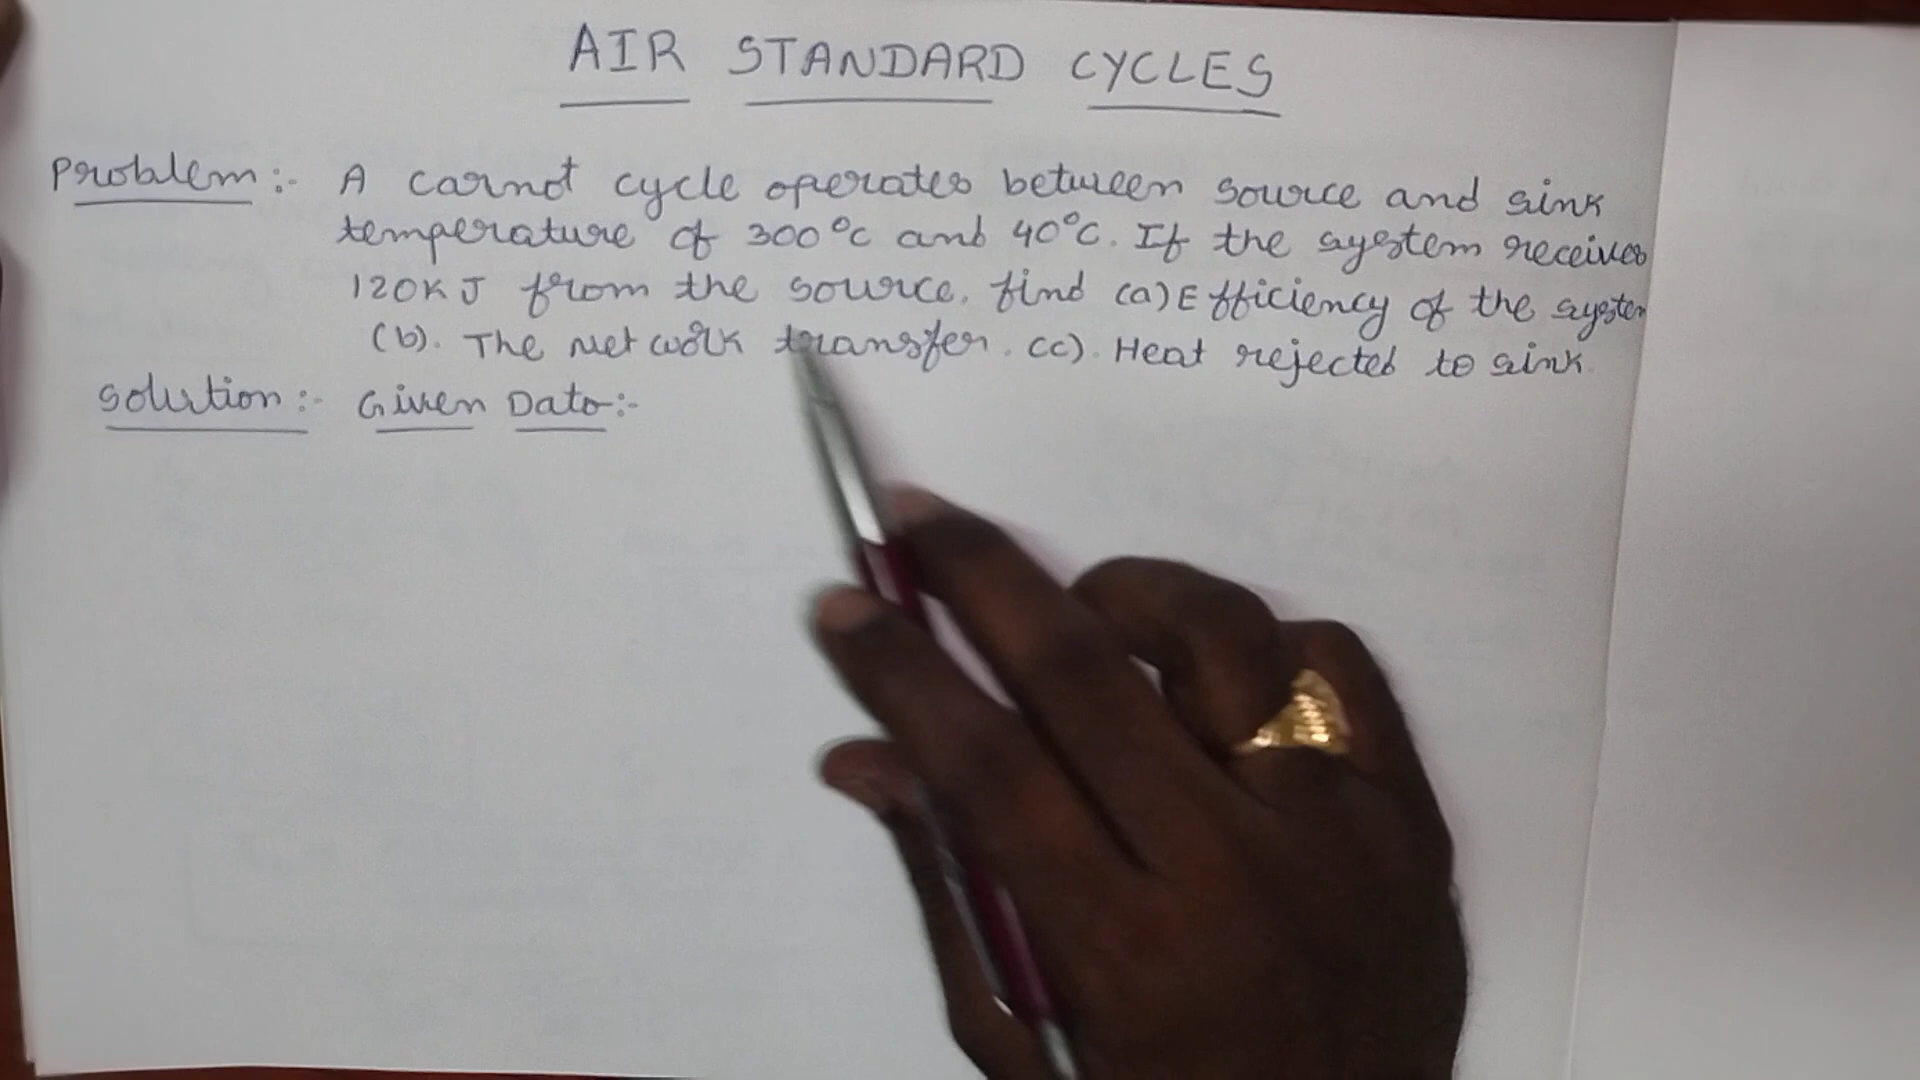 AIR STANDARD CYCLES
Problem:- A carnot cycle operates between source and sink
temperature of 300°C and 40°C. If the system receives
120KJ from the source. find (a) Efficiency of the system
(b). The net work transfer. (c). Heat rejected to sink.
Solution:- Given Data:-